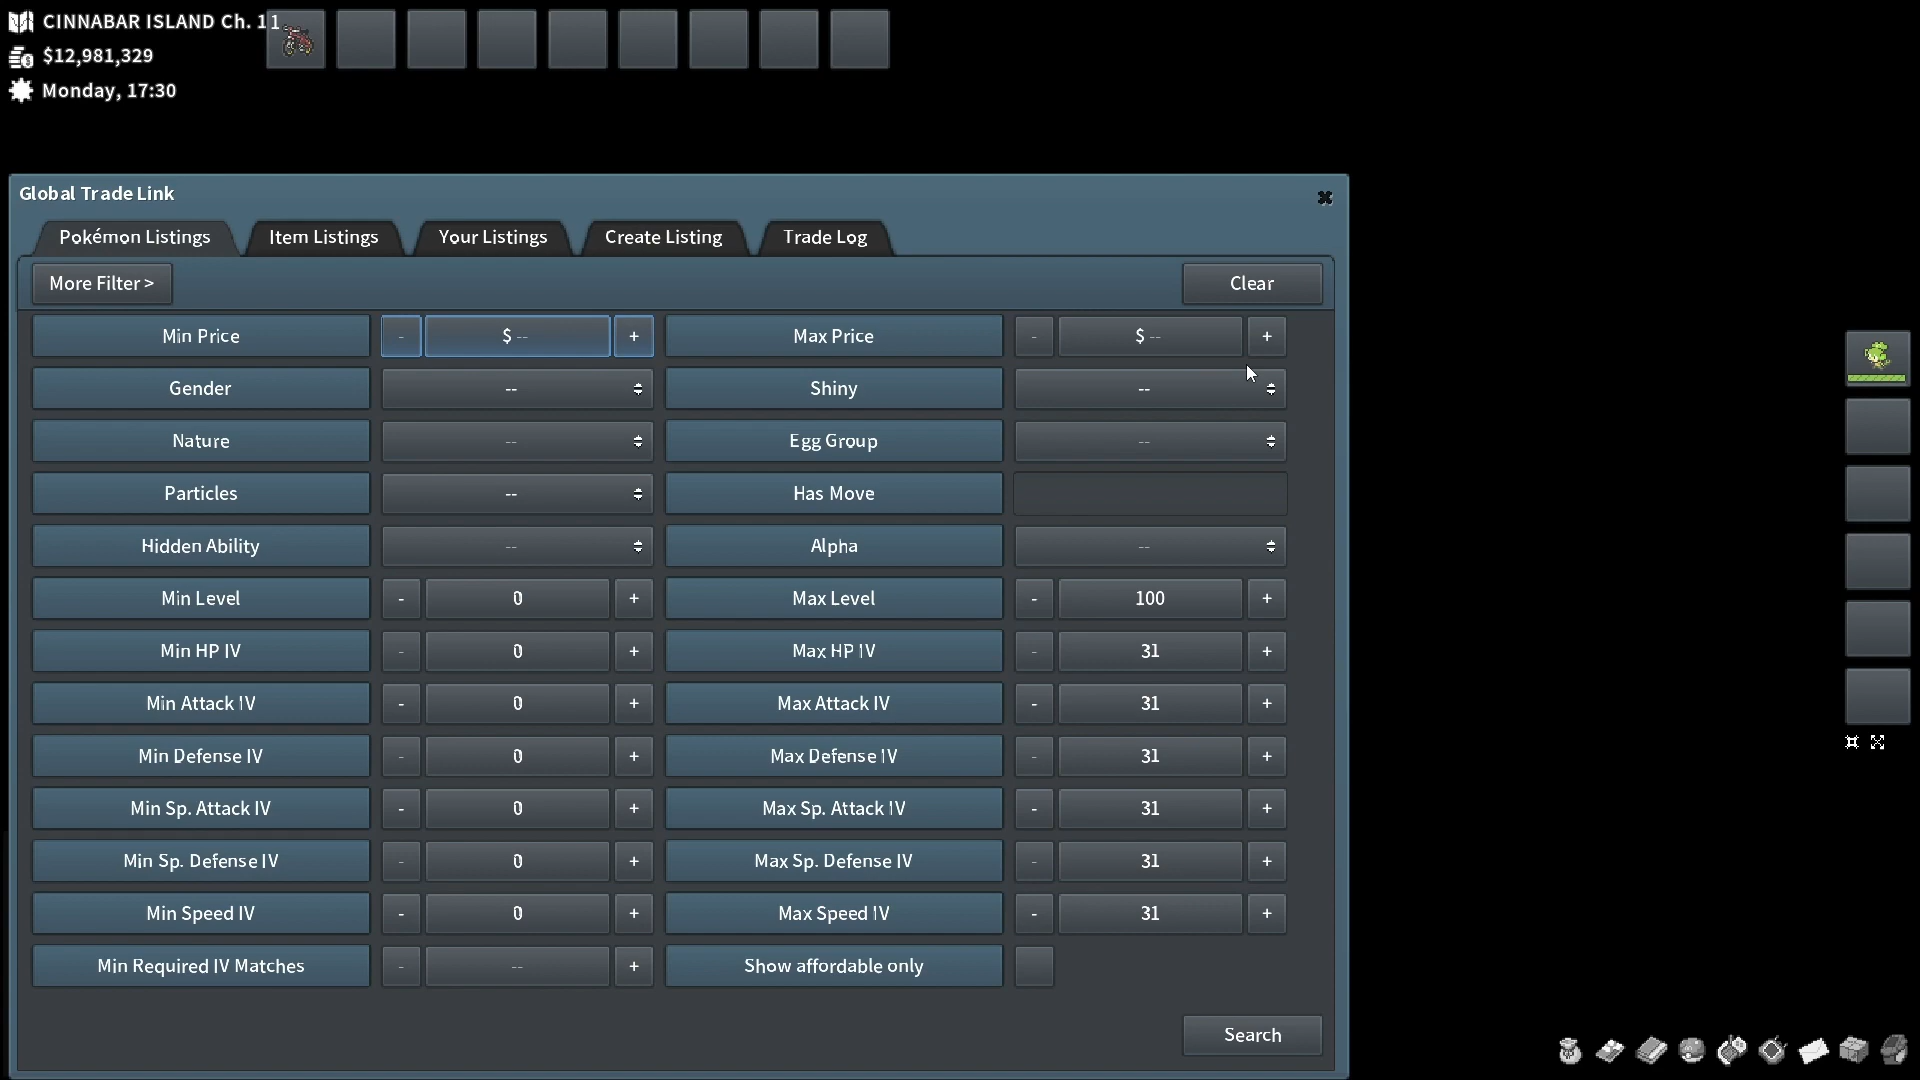 CINNABAR ISLAND Ch. 11
$12,981,329
Monday, 17:30
Global Trade Link
Pokémon Listings Item Listings Your Listings Create Listing Trade Log
More Filter > Clear
Min Price - $ -- + Max Price - $ -- +
Gender -- Shiny --
Nature -- Egg Group --
Particles -- Has Move
Hidden Ability -- Alpha --
Min Level - 0 + Max Level - 100 +
Min HP IV - 0 + Max HP IV - 31 +
Min Attack IV - 0 + Max Attack IV - 31 +
Min Defense IV - 0 + Max Defense IV - 31 +
Min Sp. Attack IV - 0 + Max Sp. Attack IV - 31 +
Min Sp. Defense IV - 0 + Max Sp. Defense IV - 31 +
Min Speed IV - 0 + Max Speed IV - 31 +
Min Required IV Matches - -- + Show affordable only
Search